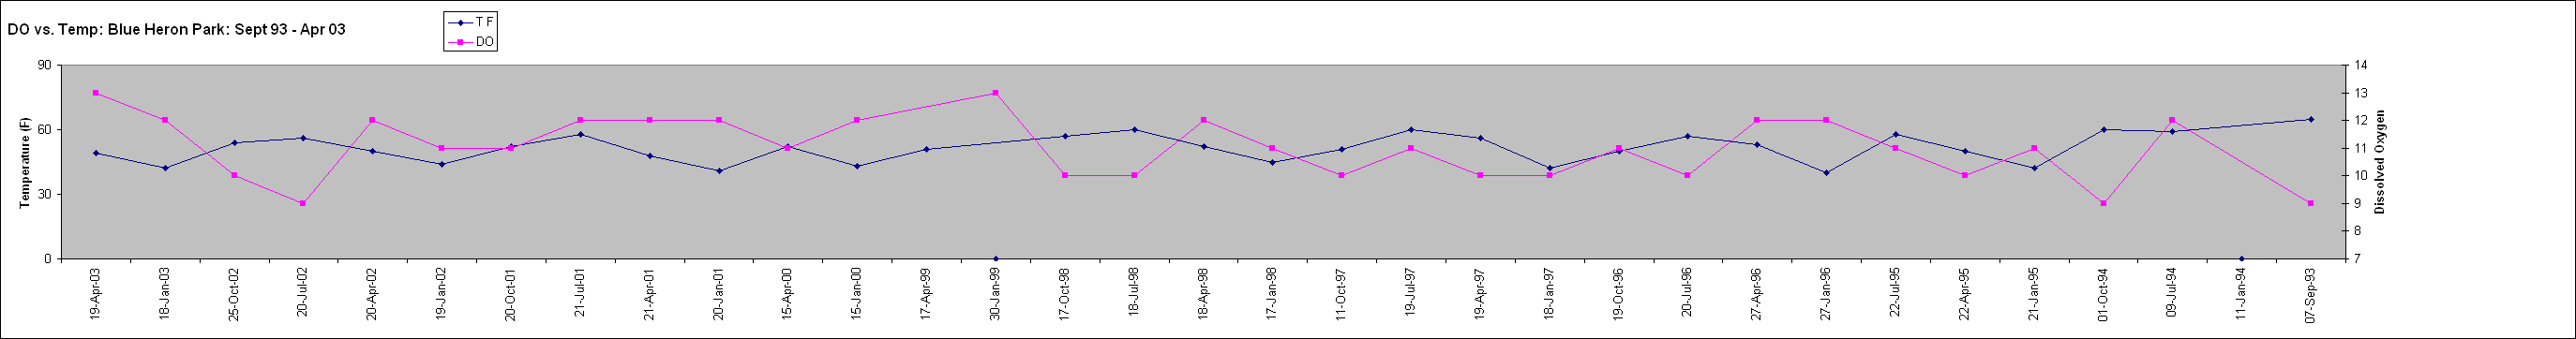 DO vs. Temp: Blue Heron Park: Sept 93 - Apr 03
T F
DO
90
60
30
0
Temperature (F)
14
13
12
11
10
9
8
7
Dissolved Oxygen
19-Apr-03
18-Jan-03
25-Oct-02
20-Jul-02
20-Apr-02
19-Jan-02
20-Oct-01
21-Jul-01
21-Apr-01
20-Jan-01
15-Apr-00
15-Jan-00
17-Apr-99
30-Jan-99
17-Oct-98
18-Jul-98
18-Apr-98
17-Jan-98
11-Oct-97
19-Jul-97
19-Apr-97
18-Jan-97
19-Oct-96
20-Jul-96
27-Apr-96
27-Jan-96
22-Jul-95
22-Apr-95
21-Jan-95
01-Oct-94
09-Jul-94
11-Jan-94
07-Sep-93